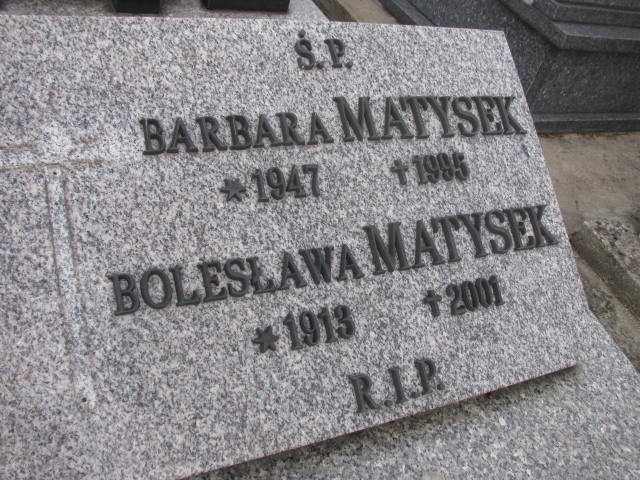 Ś.P.
BARBARA MATYSEK
* 1947 † 1995
BOLESŁAWA MATYSEK
* 1913 † 2001
R.I.P.